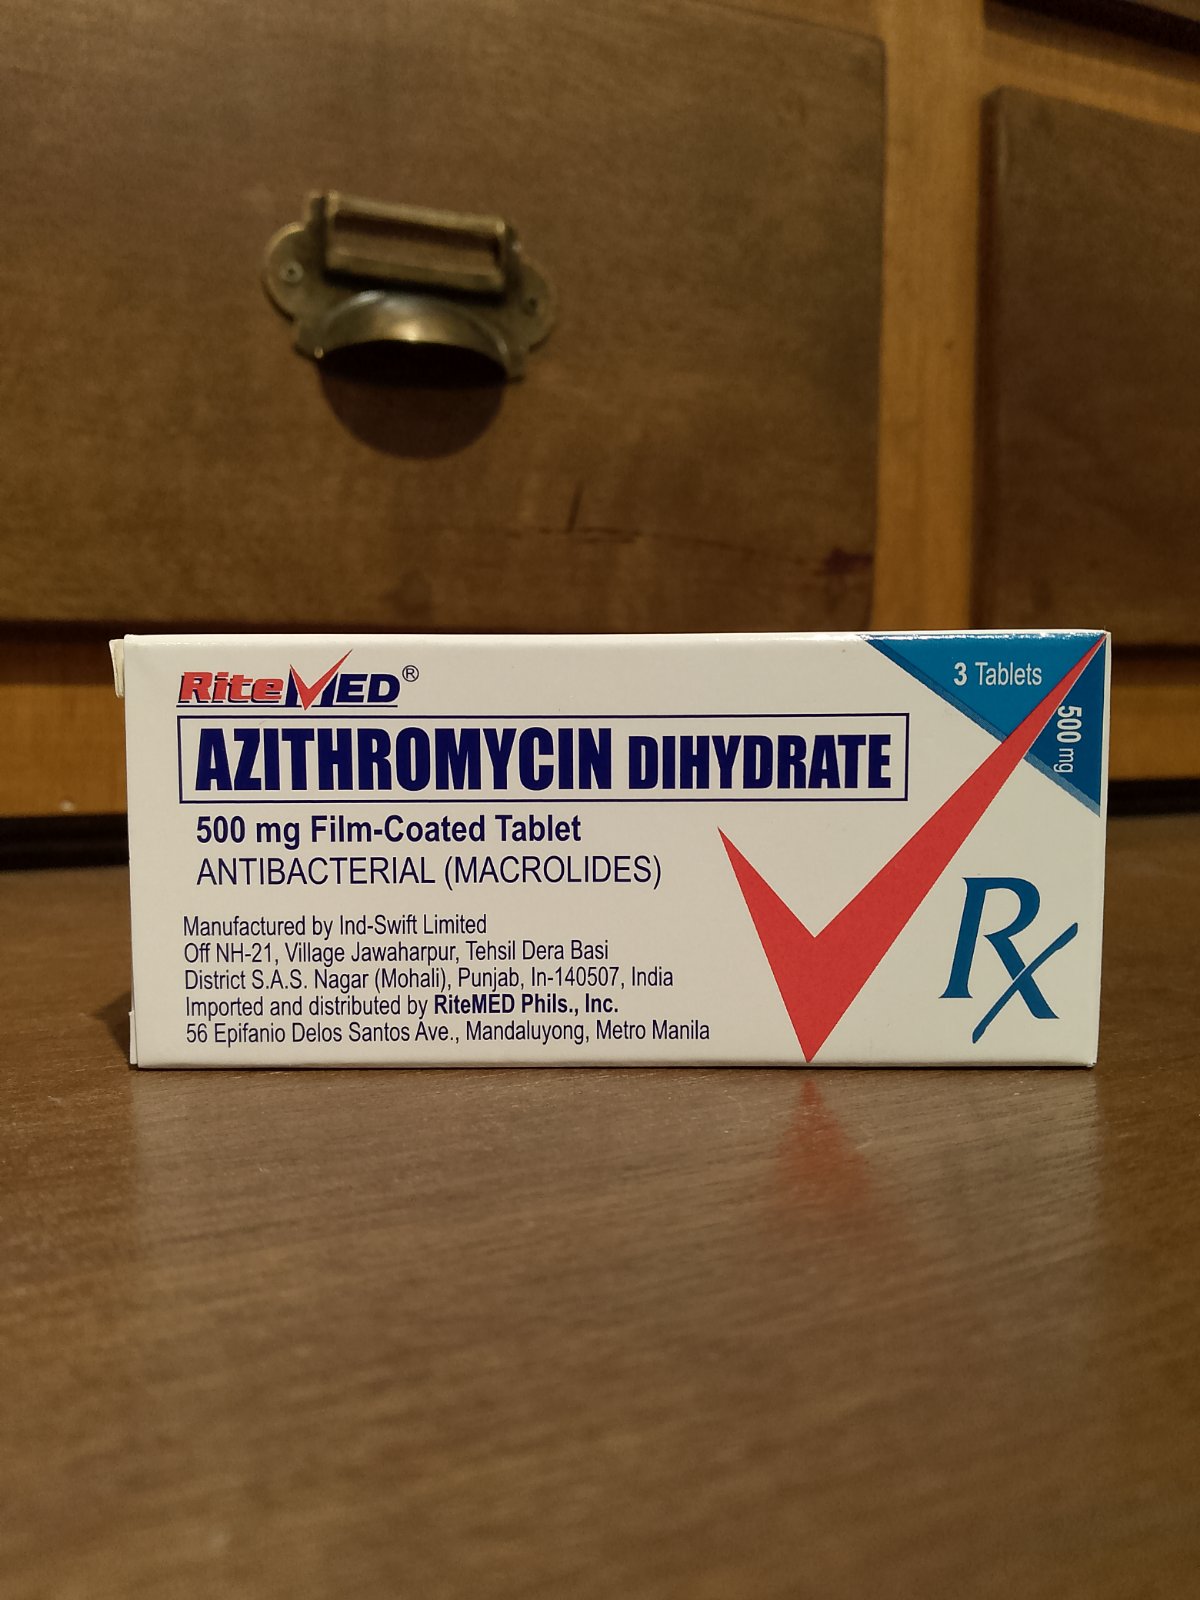 RiteMED®
3 Tablets
500 mg
AZITHROMYCIN DIHYDRATE
500 mg Film-Coated Tablet
ANTIBACTERIAL (MACROLIDES)
Rx
Manufactured by Ind-Swift Limited
Off NH-21, Village Jawaharpur, Tehsil Dera Basi
District S.A.S. Nagar (Mohali), Punjab, In-140507, India
Imported and distributed by RiteMED Phils., Inc.
56 Epifanio Delos Santos Ave., Mandaluyong, Metro Manila